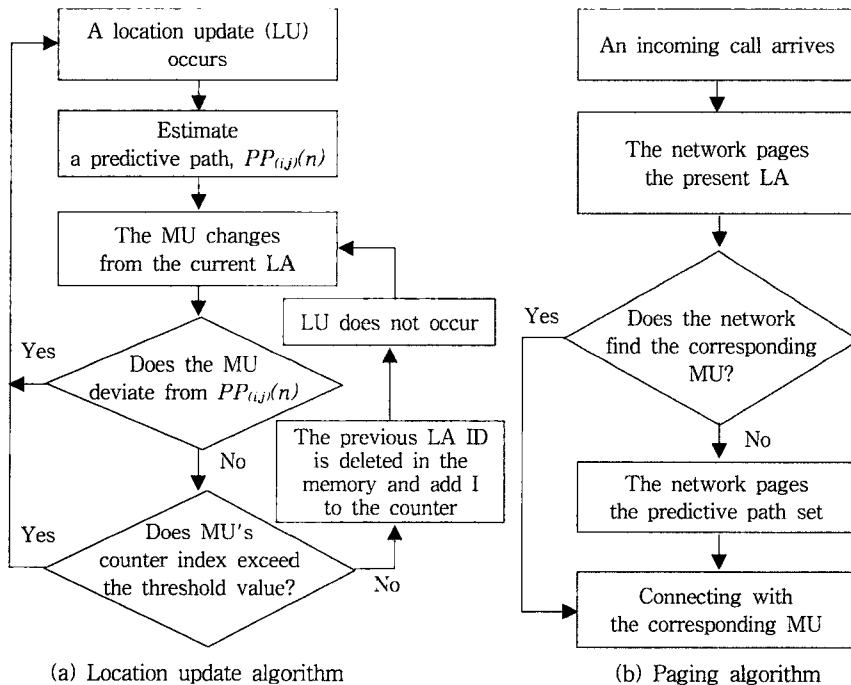 A location update (LU)
occurs
Estimate
a predictive path, PP(i,j)(n)
The MU changes
from the current LA
LU does not occur
Yes
Does the MU
deviate from PP(i,j)(n)
No
The previous LA ID
is deleted in the
memory and add I
to the counter
Yes
Does MU's
counter index exceed
the threshold value?
No
(a) Location update algorithm
An incoming call arrives
The network pages
the present LA
Yes
Does the network
find the corresponding
MU?
No
The network pages
the predictive path set
Connecting with
the corresponding MU
(b) Paging algorithm